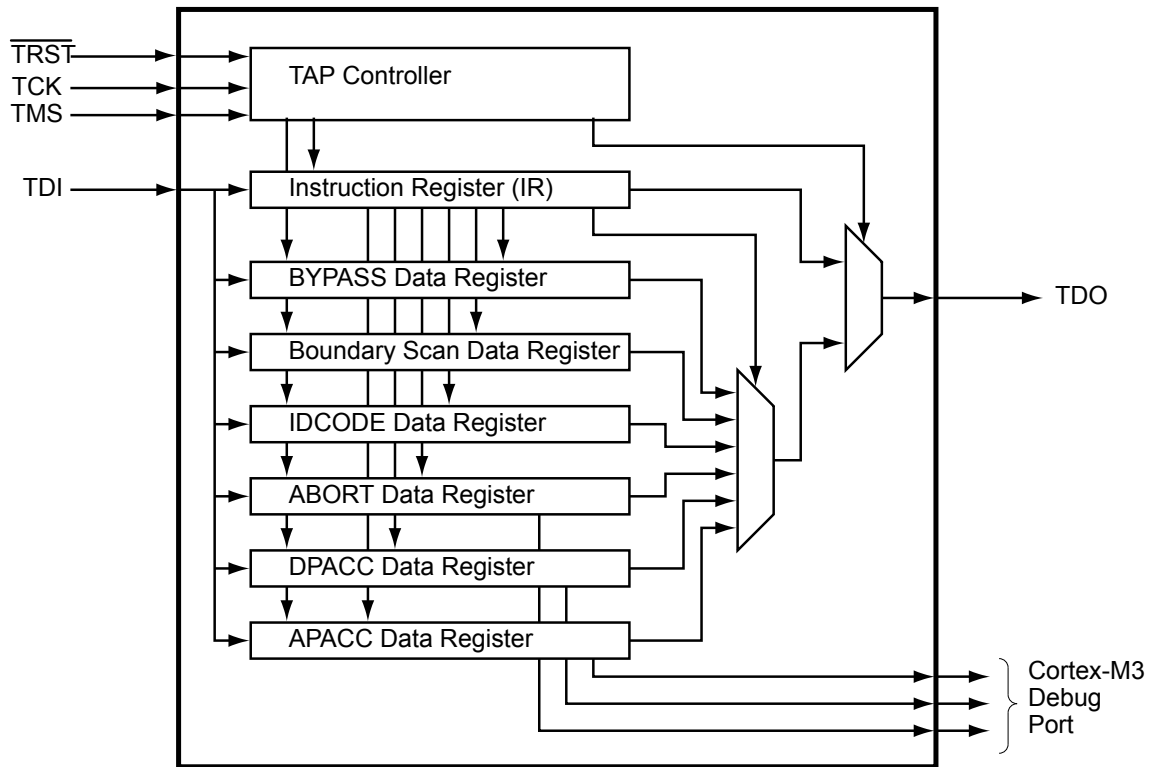 TRST
TCK
TMS
TDI
TAP Controller
Instruction Register (IR)
BYPASS Data Register
Boundary Scan Data Register
IDCODE Data Register
ABORT Data Register
DPACC Data Register
APACC Data Register
TDO
Cortex-M3
Debug
Port